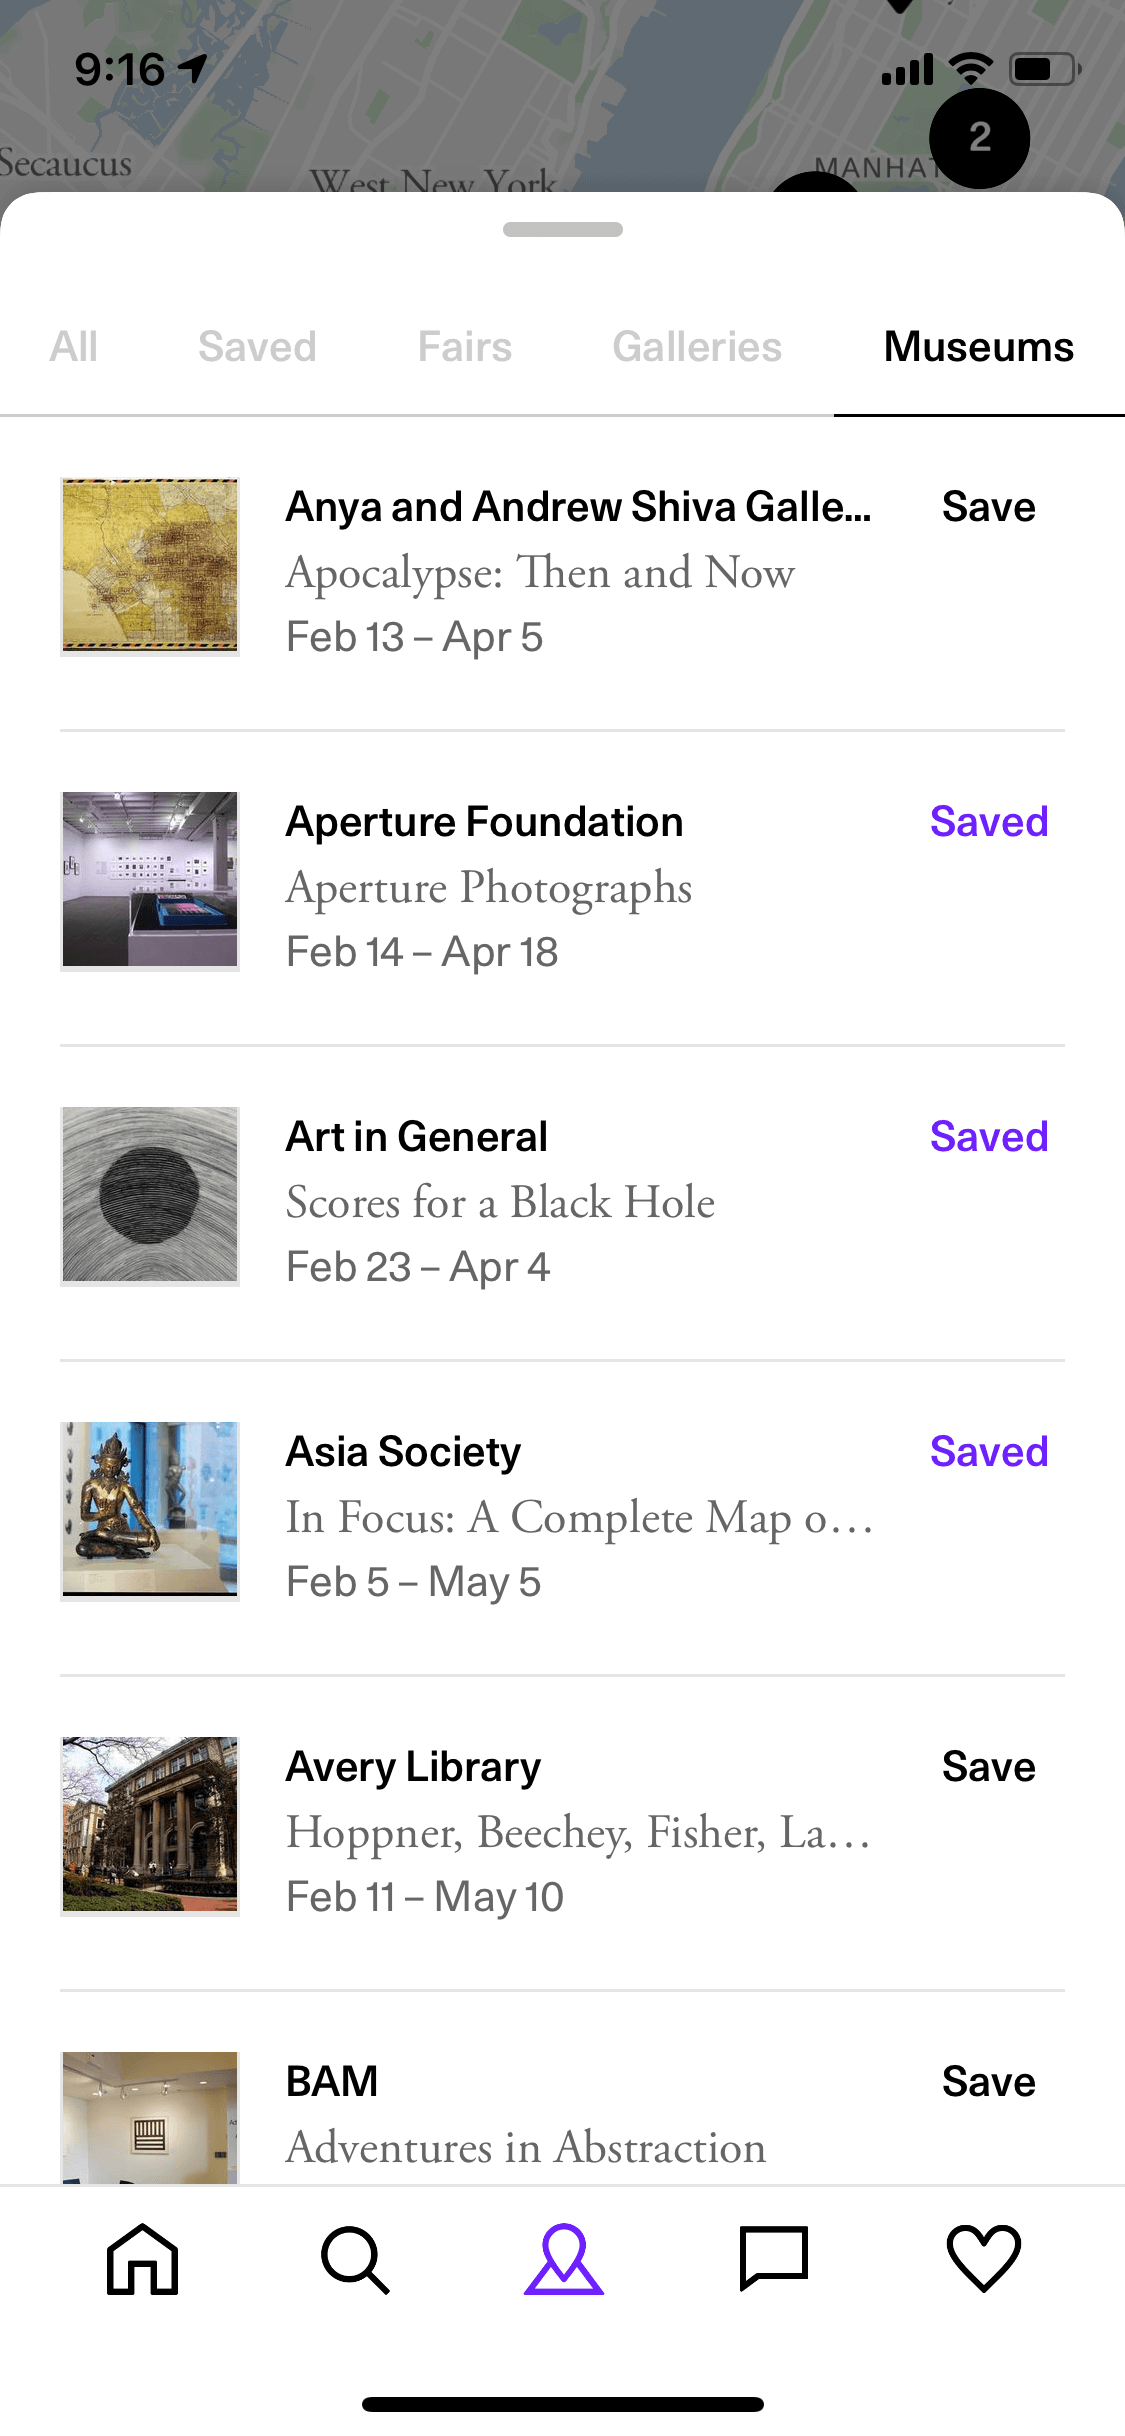 9:16
2
Secaucus
West New York
MANHAT
All Saved Fairs Galleries Museums
Anya and Andrew Shiva Galle... Save
Apocalypse: Then and Now
Feb 13 – Apr 5
Aperture Foundation Saved
Aperture Photographs
Feb 14 – Apr 18
Art in General Saved
Scores for a Black Hole
Feb 23 – Apr 4
Asia Society Saved
In Focus: A Complete Map o...
Feb 5 – May 5
Avery Library Save
Hoppner, Beechey, Fisher, La...
Feb 11 – May 10
BAM Save
Adventures in Abstraction